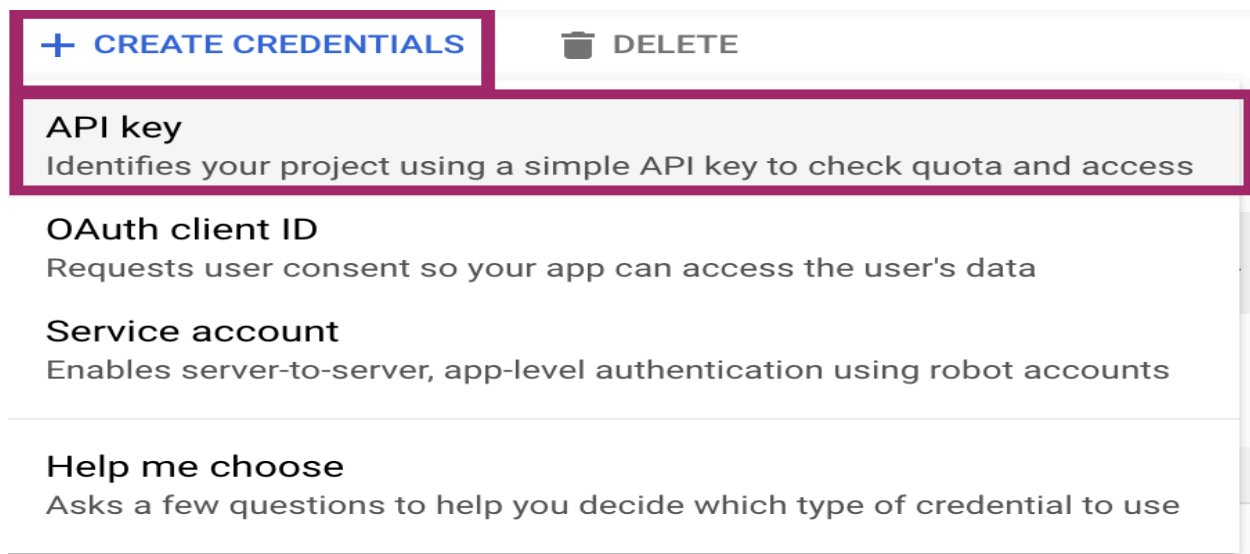 + CREATE CREDENTIALS DELETE
API key
Identifies your project using a simple API key to check quota and access
OAuth client ID
Requests user consent so your app can access the user's data
Service account
Enables server-to-server, app-level authentication using robot accounts
Help me choose
Asks a few questions to help you decide which type of credential to use